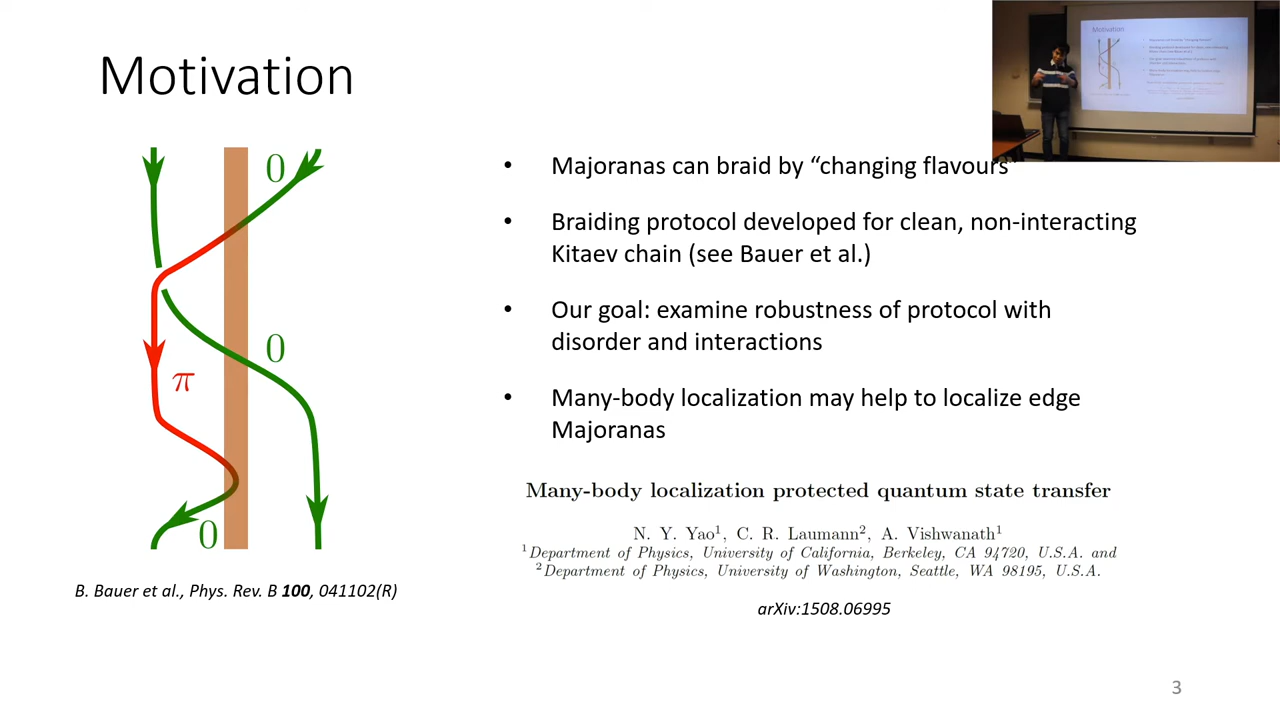 Motivation
0
0
π
0
B. Bauer et al., Phys. Rev. B 100, 041102(R)
• Majoranas can braid by “changing flavours”
• Braiding protocol developed for clean, non-interacting
Kitaev chain (see Bauer et al.)
• Our goal: examine robustness of protocol with
disorder and interactions
• Many-body localization may help to localize edge
Majoranas
Many-body localization protected quantum state transfer
N. Y. Yao¹, C. R. Laumann², A. Vishwanath¹
¹Department of Physics, University of California, Berkeley, CA 94720, U.S.A. and
²Department of Physics, University of Washington, Seattle, WA 98195, U.S.A.
arXiv:1508.06995
3
Motivation